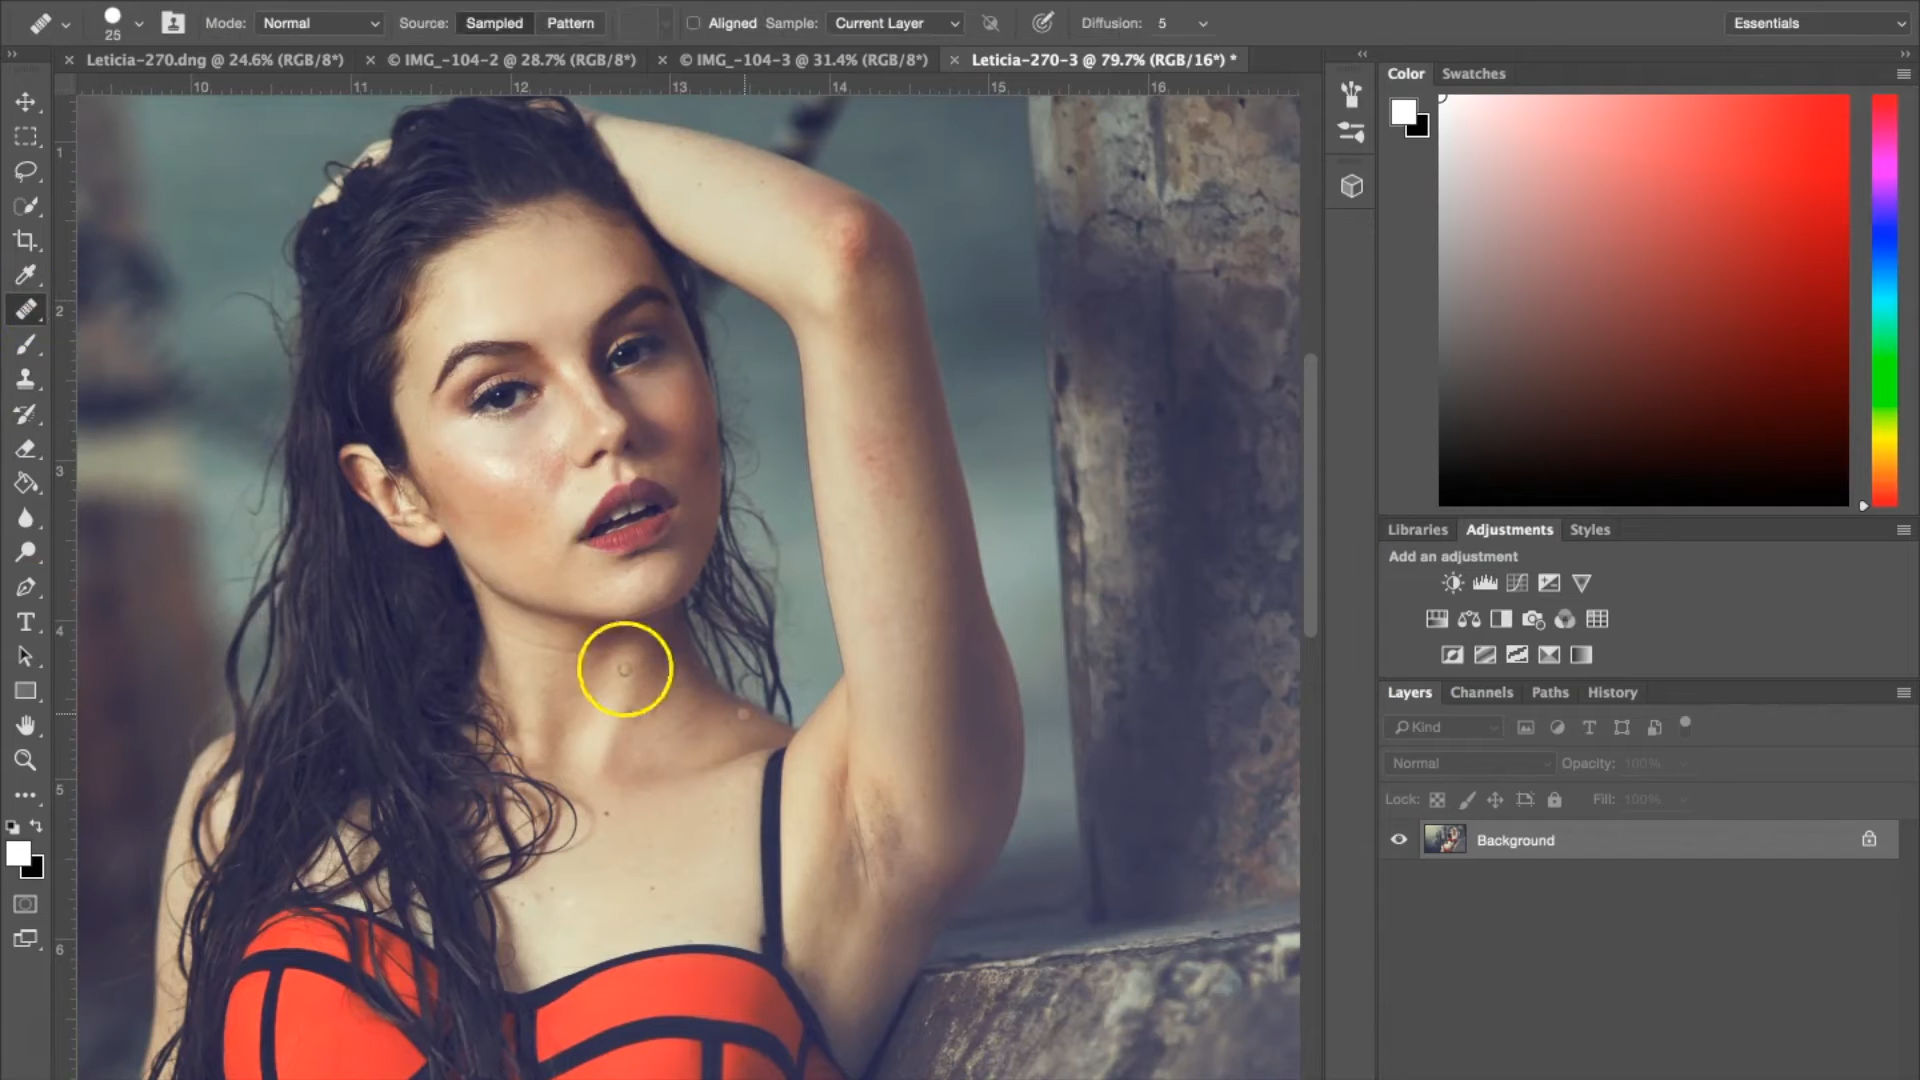 25
Mode: Normal Source: Sampled Pattern Aligned Sample: Current Layer Diffusion: 5 Essentials
Leticia-270.dng @ 24.6% (RGB/8*) © IMG_-104-2 @ 28.7% (RGB/8*) © IMG_-104-3 @ 31.4% (RGB/8*) Leticia-270-3 @ 79.7% (RGB/16*) *
10 11 12 13 14 15 16
1
2
3
4
5
6
Color Swatches
Libraries Adjustments Styles
Add an adjustment
Layers Channels Paths History
Kind
Normal Opacity: 100%
Lock: Fill: 100%
Background